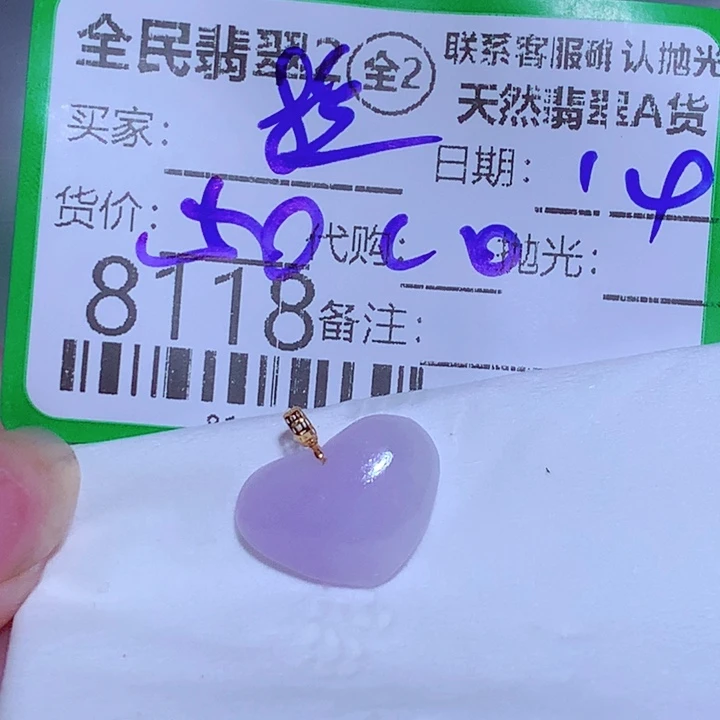 全民翡翠2 全2 联系客服确认抛光
天然翡翠A货
买家:
日期: 14
货价: 5000 代购: 抛光:
8118 备注: